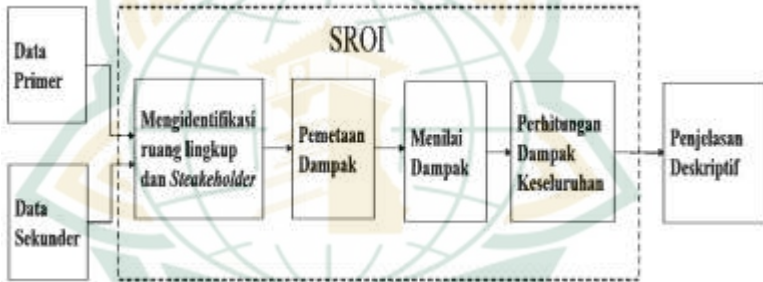 SROI
Data
Primer
Data
Sekunder
Mengidentifikasi
ruang lingkup
dan Steakeholder
Pemetaan
Dampak
Menilai
Dampak
Perhitungan
Dampak
Keseluruhan
Penjelasan
Deskriptif